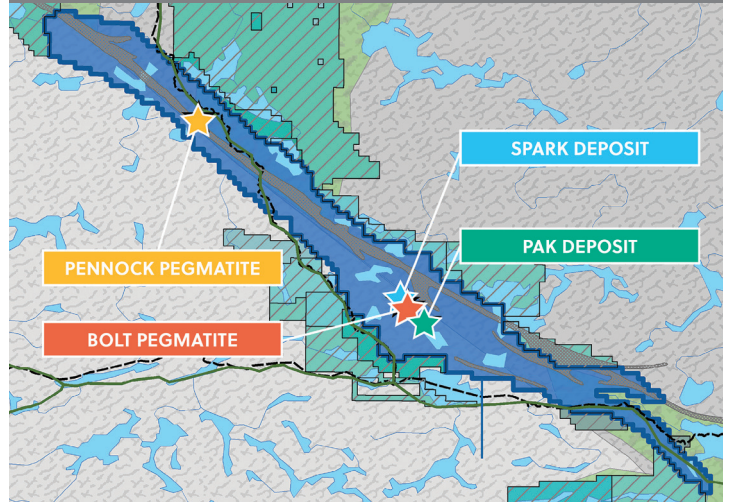 SPARK DEPOSIT
PAK DEPOSIT
PENNOCK PEGMATITE
BOLT PEGMATITE